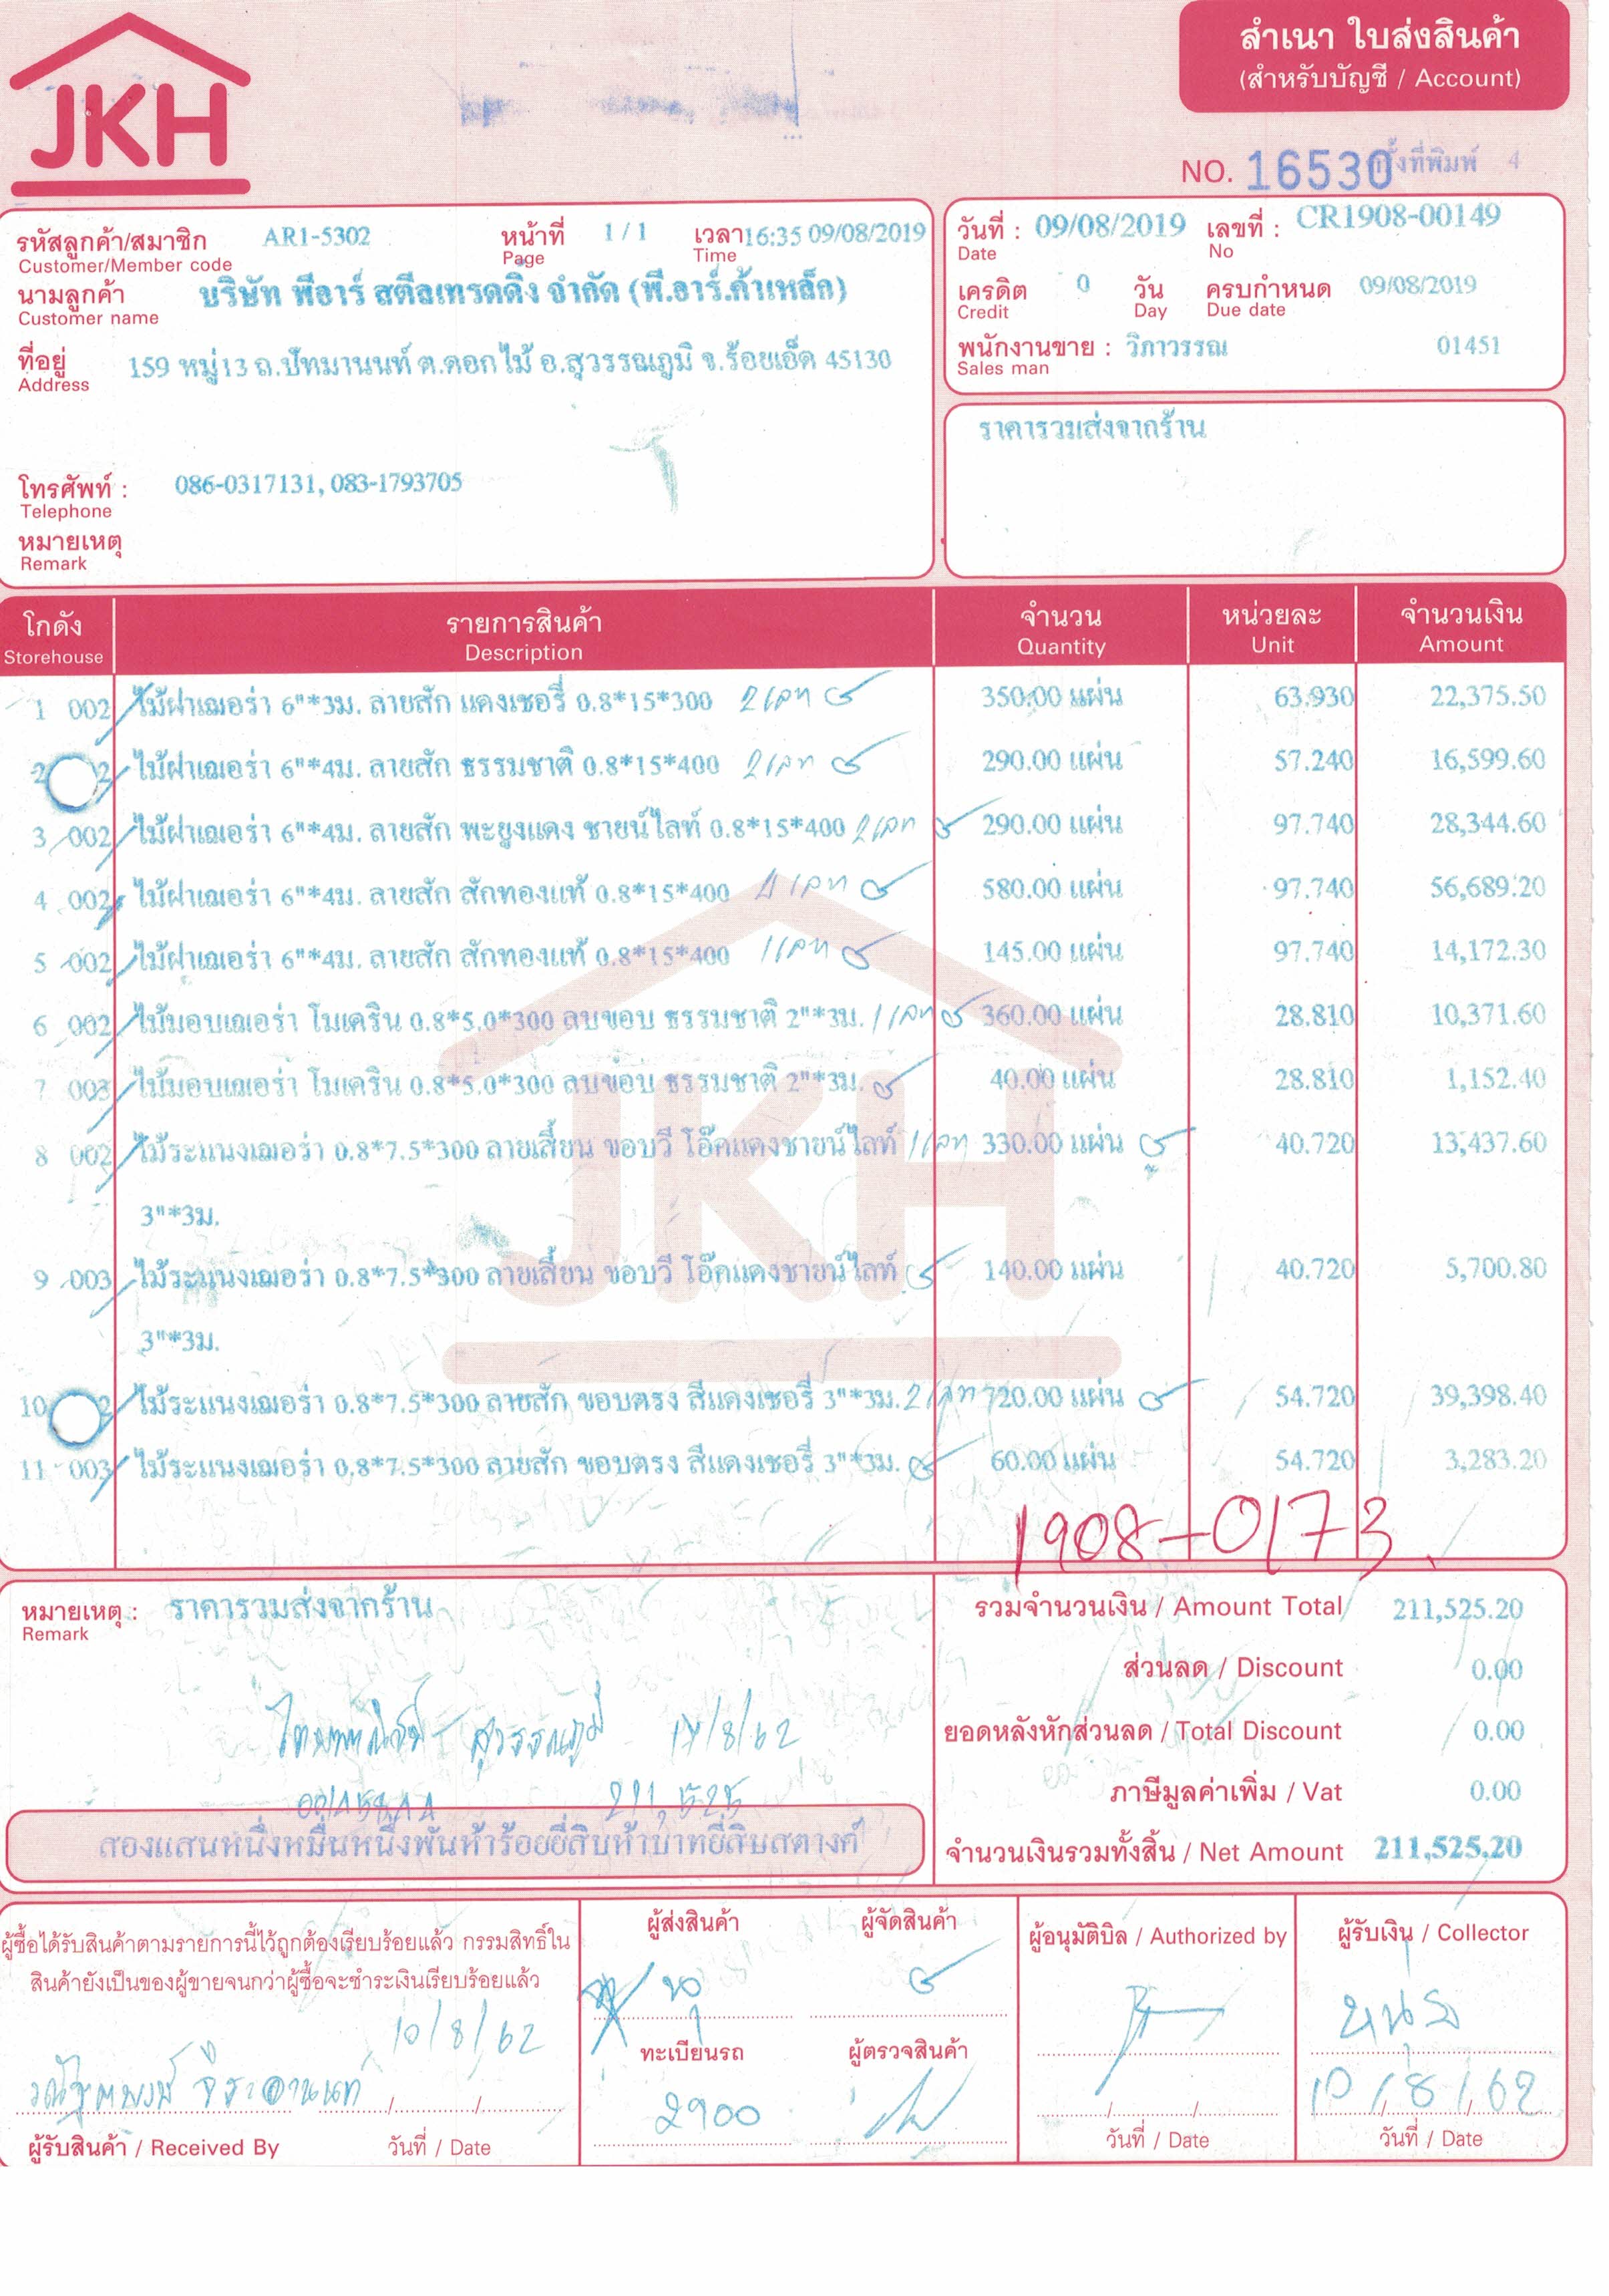 JKH
สำเนา ใบส่งสินค้า
(สำหรับบัญชี / Account)
NO. 16530 ครั้งที่พิมพ์ 4
รหัสลูกค้า/สมาชิก AR1-5302 หน้าที่ 1 / 1 เวลา 16:35 09/08/2019
Customer/Member code Page Time
นามลูกค้า บริษัท พีอาร์ สตีลเทรดดิ้ง จำกัด (พี.อาร์.ค้าเหล็ก)
Customer name
ที่อยู่ 159 หมู่13 ถ.ปัทมานนท์ ต.ดอกไม้ อ.สุวรรณภูมิ จ.ร้อยเอ็ด 45130
Address
โทรศัพท์ : 086-0317131, 083-1793705
Telephone
หมายเหตุ
Remark
วันที่ : 09/08/2019 เลขที่ : CR1908-00149
Date No
เครดิต 0 วัน ครบกำหนด 09/08/2019
Credit Day Due date
พนักงานขาย : วิภาวรรณ 01451
Sales man
ราคารวมส่งจากร้าน
โกดัง รายการสินค้า จำนวน หน่วยละ จำนวนเงิน
Storehouse Description Quantity Unit Amount
1 002 ไม้ฝาเฌอร่า 6"*3ม. ลายสัก แดงเชอรี่ 0.8*15*300 350.00 แผ่น 63.930 22,375.50
2 2 ไม้ฝาเฌอร่า 6"*4ม. ลายสัก ธรรมชาติ 0.8*15*400 290.00 แผ่น 57.240 16,599.60
3 002 ไม้ฝาเฌอร่า 6"*4ม. ลายสัก พะยูงแดง ชายน์ไลท์ 0.8*15*400 290.00 แผ่น 97.740 28,344.60
4 002 ไม้ฝาเฌอร่า 6"*4ม. ลายสัก สักทองแท้ 0.8*15*400 580.00 แผ่น 97.740 56,689.20
5 002 ไม้ฝาเฌอร่า 6"*4ม. ลายสัก สักทองแท้ 0.8*15*400 145.00 แผ่น 97.740 14,172.30
6 002 ไม้มอบเฌอร่า โมเดริน 0.8*5.0*300 ลบขอบ ธรรมชาติ 2"*3ม. 360.00 แผ่น 28.810 10,371.60
7 003 ไม้มอบเฌอร่า โมเดริน 0.8*5.0*300 ลบขอบ ธรรมชาติ 2"*3ม. 40.00 แผ่น 28.810 1,152.40
8 002 ไม้ระแนงเฌอร่า 0.8*7.5*300 ลายเสี้ยน ขอบวี โอ๊คแดงชายน์ไลท์ 330.00 แผ่น 40.720 13,437.60
3"*3ม.
9 003 ไม้ระแนงเฌอร่า 0.8*7.5*300 ลายเสี้ยน ขอบวี โอ๊คแดงชายน์ไลท์ 140.00 แผ่น 40.720 5,700.80
3"*3ม.
10 2 ไม้ระแนงเฌอร่า 0.8*7.5*300 ลายสัก ขอบตรง สีแดงเชอรี่ 3"*3ม. 720.00 แผ่น 54.720 39,398.40
11 003 ไม้ระแนงเฌอร่า 0.8*7.5*300 ลายสัก ขอบตรง สีแดงเชอรี่ 3"*3ม. 60.00 แผ่น 54.720 3,283.20
JKH
1908-0173
หมายเหตุ : ราคารวมส่งจากร้าน
Remark
รวมจำนวนเงิน / Amount Total 211,525.20
ส่วนลด / Discount 0.00
ยอดหลังหักส่วนลด / Total Discount 0.00
ภาษีมูลค่าเพิ่ม / Vat 0.00
จำนวนเงินรวมทั้งสิ้น / Net Amount 211,525.20
สุวรรณภูมิ 14/8/62
211,525
สองแสนหนึ่งหมื่นหนึ่งพันห้าร้อยยี่สิบห้าบาทยี่สิบสตางค์
ผู้ซื้อได้รับสินค้าตามรายการนี้ไว้ถูกต้องเรียบร้อยแล้ว กรรมสิทธิ์ใน
สินค้ายังเป็นของผู้ขายจนกว่าผู้ซื้อจะชำระเงินเรียบร้อยแล้ว
10/8/62
ผู้รับสินค้า / Received By วันที่ / Date
ผู้ส่งสินค้า ผู้จัดสินค้า
ทะเบียนรถ ผู้ตรวจสินค้า
2900
ผู้อนุมัติบิล / Authorized by
วันที่ / Date
ผู้รับเงิน / Collector
10/8/62
วันที่ / Date